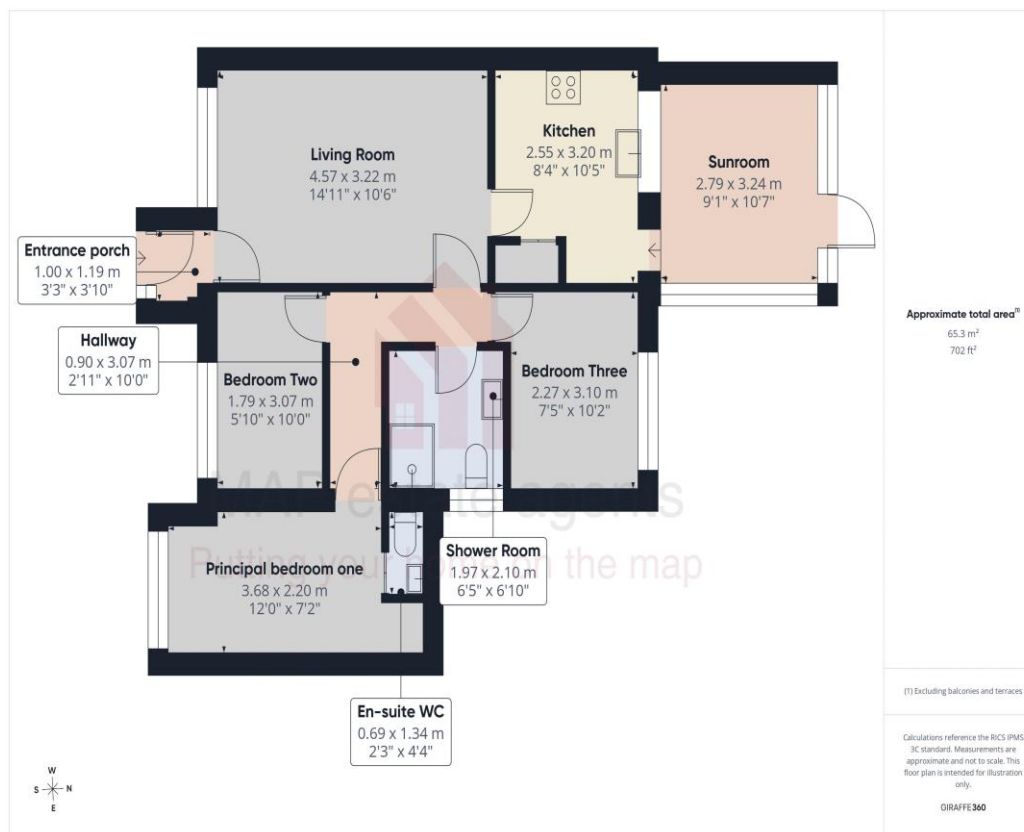 Living Room
4.57 x 3.22 m
14'11" x 10'6"
Kitchen
2.55 x 3.20 m
8'4" x 10'5"
Sunroom
2.79 x 3.24 m
9'1" x 10'7"
Entrance porch
1.00 x 1.19 m
3'3" x 3'10"
Hallway
0.90 x 3.07 m
2'11" x 10'0"
Bedroom Two
1.79 x 3.07 m
5'10" x 10'0"
Bedroom Three
2.27 x 3.10 m
7'5" x 10'2"
MAP estate agents
Putting your home on the map
Principal bedroom one
3.68 x 2.20 m
12'0" x 7'2"
Shower Room
1.97 x 2.10 m
6'5" x 6'10"
En-suite WC
0.69 x 1.34 m
2'3" x 4'4"
W
S N
E
Approximate total area(1)
65.3 m²
702 ft²
(1) Excluding balconies and terraces
Calculations reference the RICS IPMS
3C standard. Measurements are
approximate and not to scale. This
floor plan is intended for illustration
only.
GIRAFFE360